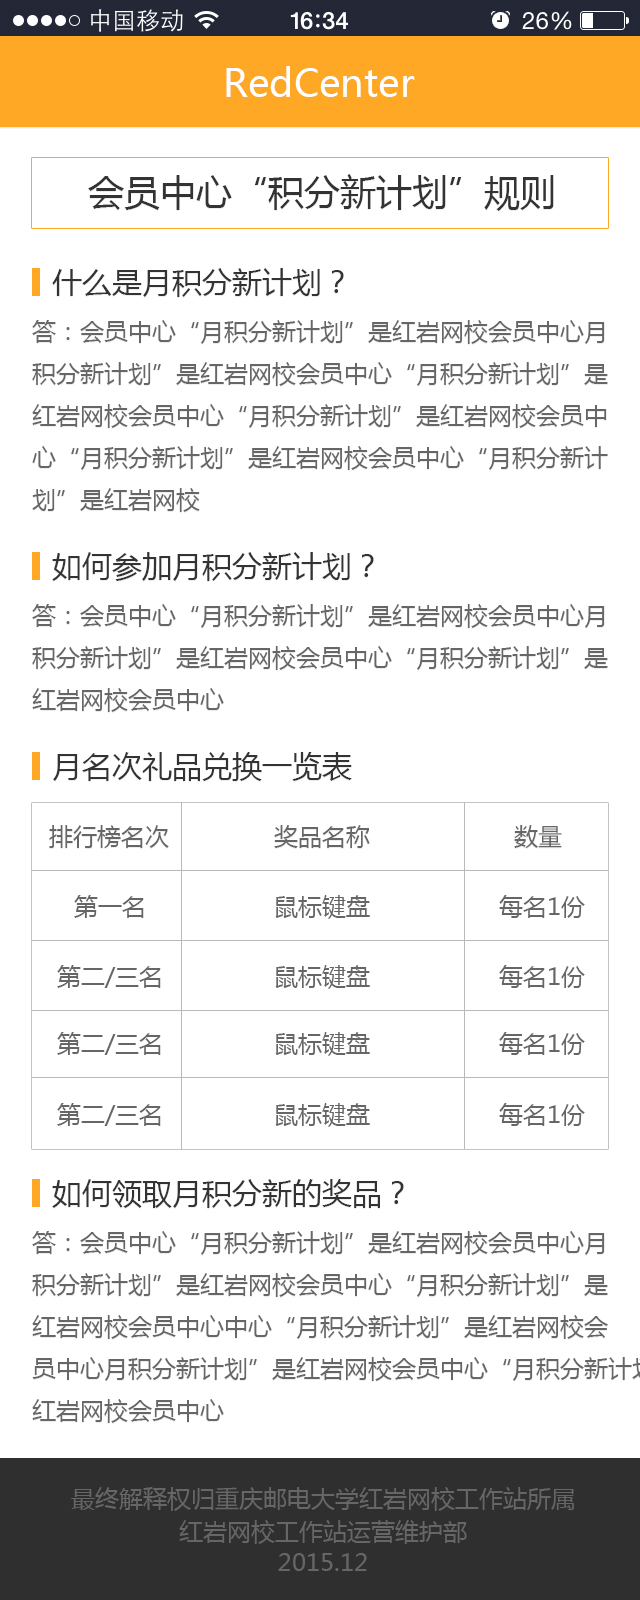 中国移动 16:34 26%
RedCenter
会员中心“积分新计划”规则
什么是月积分新计划？
答：会员中心“月积分新计划”是红岩网校会员中心月
积分新计划”是红岩网校会员中心“月积分新计划”是
红岩网校会员中心“月积分新计划”是红岩网校会员中
心“月积分新计划”是红岩网校会员中心“月积分新计
划”是红岩网校
如何参加月积分新计划？
答：会员中心“月积分新计划”是红岩网校会员中心月
积分新计划”是红岩网校会员中心“月积分新计划”是
红岩网校会员中心
月名次礼品兑换一览表
排行榜名次 奖品名称 数量
第一名 鼠标键盘 每名1份
第二/三名 鼠标键盘 每名1份
第二/三名 鼠标键盘 每名1份
第二/三名 鼠标键盘 每名1份
如何领取月积分新的奖品？
答：会员中心“月积分新计划”是红岩网校会员中心月
积分新计划”是红岩网校会员中心“月积分新计划”是
红岩网校会员中心中心“月积分新计划”是红岩网校会
员中心月积分新计划”是红岩网校会员中心“月积分新计划
红岩网校会员中心
最终解释权归重庆邮电大学红岩网校工作站所属
红岩网校工作站运营维护部
2015.12